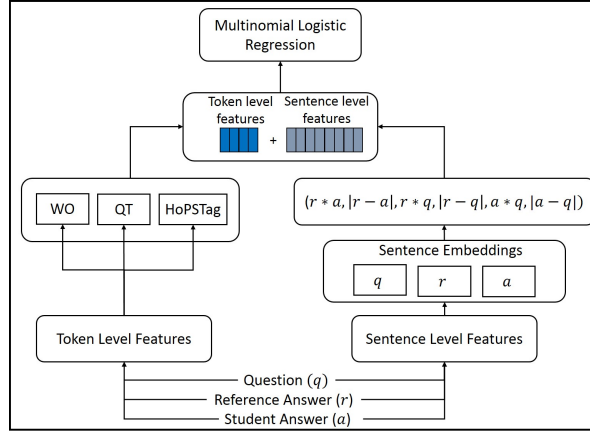 Multinomial Logistic
Regression
Token level
features
+
Sentence level
features
WO
QT
HoPSTag
(r * a, |r − a|, r * q, |r − q|, a * q, |a − q|)
Sentence Embeddings
q
r
a
Token Level Features
Sentence Level Features
Question (q)
Reference Answer (r)
Student Answer (a)